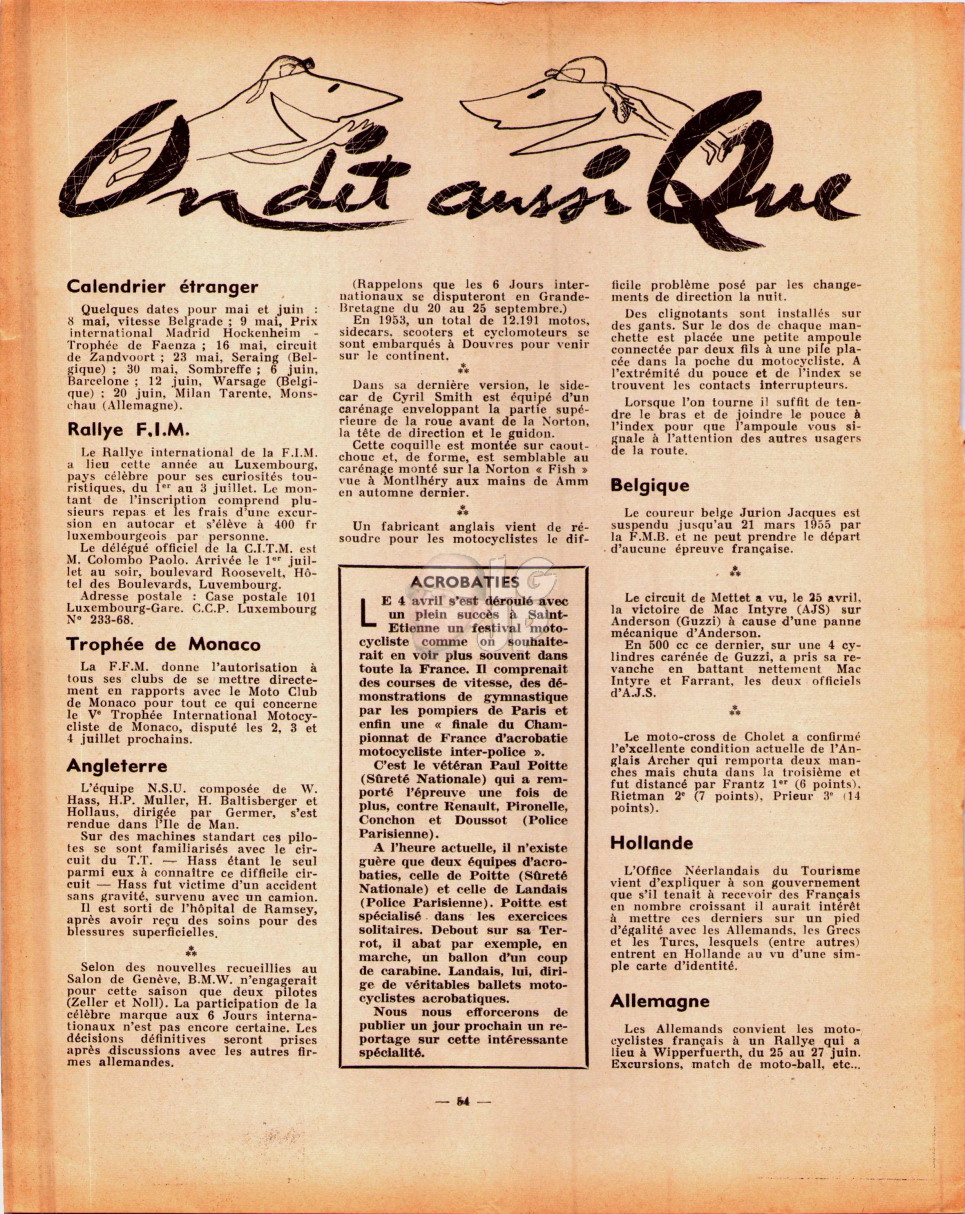 On dit aussi Que
Calendrier étranger
Quelques dates pour mai et juin :
8 mai, vitesse Belgrade ; 9 mai, Prix
international Madrid Hockenheim -
Trophée de Faenza ; 16 mai, circuit
de Zandvoort ; 23 mai, Seraing (Bel-
gique) ; 30 mai, Sombreffe ; 6 juin,
Barcelone ; 12 juin, Warsage (Belgi-
que) ; 20 juin, Milan Tarente, Mons-
chau (Allemagne).
Rallye F.I.M.
Le Rallye international de la F.I.M.
a lieu cette année au Luxembourg,
pays célèbre pour ses curiosités tou-
ristiques, du 1er au 3 juillet. Le mon-
tant de l'inscription comprend plu-
sieurs repas et les frais d'une excur-
sion en autocar et s'élève à 400 fr
luxembourgeois par personne.
Le délégué officiel de la C.I.T.M. est
M. Colombo Paolo. Arrivée le 1er juil-
let au soir, boulevard Roosevelt, Hô-
tel des Boulevards, Luvembourg.
Adresse postale : Case postale 101
Luxembourg-Gare. C.C.P. Luxembourg
N° 233-68.
Trophée de Monaco
La F.F.M. donne l'autorisation à
tous ses clubs de se mettre directe-
ment en rapports avec le Moto Club
de Monaco pour tout ce qui concerne
le Ve Trophée International Motocy-
cliste de Monaco, disputé les 2, 3 et
4 juillet prochains.
Angleterre
L'équipe N.S.U. composée de W.
Hass, H.P. Muller, H. Baltisberger et
Hollaus, dirigée par Germer, s'est
rendue dans l'Ile de Man.
Sur des machines standart ces pilo-
tes se sont familiarisés avec le cir-
cuit du T.T. — Hass étant le seul
parmi eux à connaître ce difficile cir-
cuit — Hass fut victime d'un accident
sans gravité, survenu avec un camion.
Il est sorti de l'hôpital de Ramsey,
après avoir reçu des soins pour des
blessures superficielles.
⁂
Selon des nouvelles recueillies au
Salon de Genève, B.M.W. n'engagerait
pour cette saison que deux pilotes
(Zeller et Noll). La participation de la
célèbre marque aux 6 Jours interna-
tionaux n'est pas encore certaine. Les
décisions définitives seront prises
après discussions avec les autres fir-
mes allemandes.
(Rappelons que les 6 Jours inter-
nationaux se disputeront en Grande-
Bretagne du 20 au 25 septembre.)
En 1953, un total de 12.191 motos,
sidecars, scooters et cyclomoteurs se
sont embarqués à Douvres pour venir
sur le continent.
⁂
Dans sa dernière version, le side-
car de Cyril Smith est équipé d'un
carénage enveloppant la partie supé-
rieure de la roue avant de la Norton,
la tête de direction et le guidon.
Cette coquille est montée sur caout-
chouc et, de forme, est semblable au
carénage monté sur la Norton « Fish »
vue à Montlhéry aux mains de Amm
en automne dernier.
⁂
Un fabricant anglais vient de ré-
soudre pour les motocyclistes le dif-
ACROBATIES
LE 4 avril s'est déroulé avec
un plein succès à Saint-
Etienne un festival moto-
cycliste comme on souhaite-
rait en voir plus souvent dans
toute la France. Il comprenait
des courses de vitesse, des dé-
monstrations de gymnastique
par les pompiers de Paris et
enfin une « finale du Cham-
pionnat de France d'acrobatie
motocycliste inter-police ».
C'est le vétéran Paul Poitte
(Sûreté Nationale) qui a rem-
porté l'épreuve une fois de
plus, contre Renault, Pironelle,
Conchon et Doussot (Police
Parisienne).
A l'heure actuelle, il n'existe
guère que deux équipes d'acro-
baties, celle de Poitte (Sûreté
Nationale) et celle de Landais
(Police Parisienne). Poitte est
spécialisé dans les exercices
solitaires. Debout sur sa Ter-
rot, il abat par exemple, en
marche, un ballon d'un coup
de carabine. Landais, lui, diri-
ge de véritables ballets moto-
cyclistes acrobatiques.
Nous nous efforcerons de
publier un jour prochain un re-
portage sur cette intéressante
spécialité.
ficile problème posé par les change-
ments de direction la nuit.
Des clignotants sont installés sur
des gants. Sur le dos de chaque man-
chette est placée une petite ampoule
connectée par deux fils à une pile pla-
cée dans la poche du motocycliste. A
l'extrémité du pouce et de l'index se
trouvent les contacts interrupteurs.
Lorsque l'on tourne il suffit de ten-
dre le bras et de joindre le pouce à
l'index pour que l'ampoule vous si-
gnale à l'attention des autres usagers
de la route.
Belgique
Le coureur belge Jurion Jacques est
suspendu jusqu'au 21 mars 1955 par
la F.M.B. et ne peut prendre le départ
d'aucune épreuve française.
⁂
Le circuit de Mettet a vu, le 25 avril,
la victoire de Mac Intyre (AJS) sur
Anderson (Guzzi) à cause d'une panne
mécanique d'Anderson.
En 500 cc ce dernier, sur une 4 cy-
lindres carénée de Guzzi, a pris sa re-
vanche en battant nettement Mac
Intyre et Farrant, les deux officiels
d'A.J.S.
⁂
Le moto-cross de Cholet a confirmé
l'e'xcellente condition actuelle de l'An-
glais Archer qui remporta deux man-
ches mais chuta dans la troisième et
fut distancé par Frantz 1er (6 points),
Rietman 2e (7 points), Prieur 3e (14
points).
Hollande
L'Office Néerlandais du Tourisme
vient d'expliquer à son gouvernement
que s'il tenait à recevoir des Français
en nombre croissant il aurait intérêt
à mettre ces derniers sur un pied
d'égalité avec les Allemands, les Grecs
et les Turcs, lesquels (entre autres)
entrent en Hollande au vu d'une sim-
ple carte d'identité.
Allemagne
Les Allemands convient les moto-
cyclistes français à un Rallye qui a
lieu à Wipperfuerth, du 25 au 27 juin.
Excursions, match de moto-ball, etc...
— 54 —